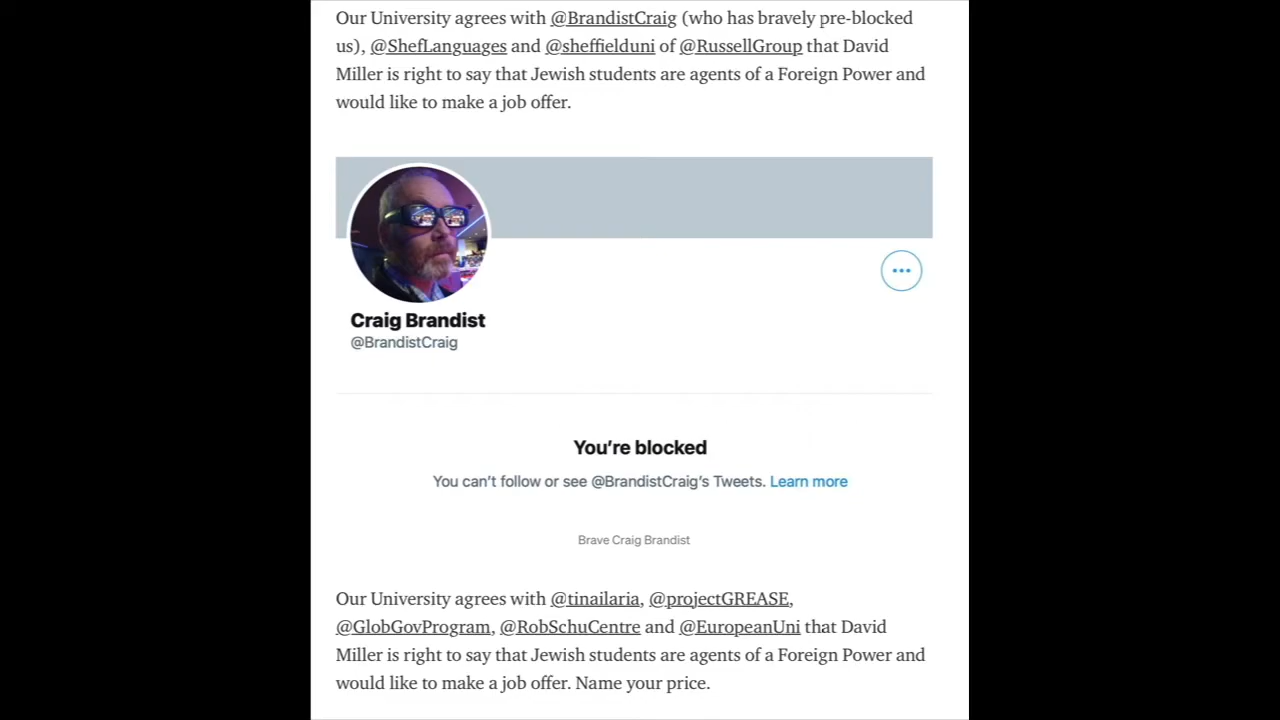 Our University agrees with @BrandistCraig (who has bravely pre-blocked
us), @ShefLanguages and @sheffielduni of @RussellGroup that David
Miller is right to say that Jewish students are agents of a Foreign Power and
would like to make a job offer.
Craig Brandist
@BrandistCraig
You’re blocked
You can’t follow or see @BrandistCraig’s Tweets. Learn more
Brave Craig Brandist
Our University agrees with @tinailaria, @projectGREASE,
@GlobGovProgram, @RobSchuCentre and @EuropeanUni that David
Miller is right to say that Jewish students are agents of a Foreign Power and
would like to make a job offer. Name your price.